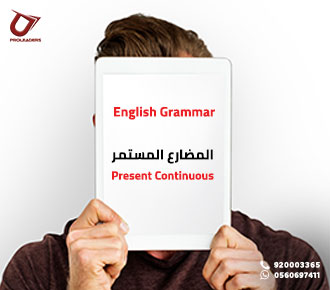 PROLEADERS
English Grammar
المضارع المستمر
Present Continuous
920003365
0560697411